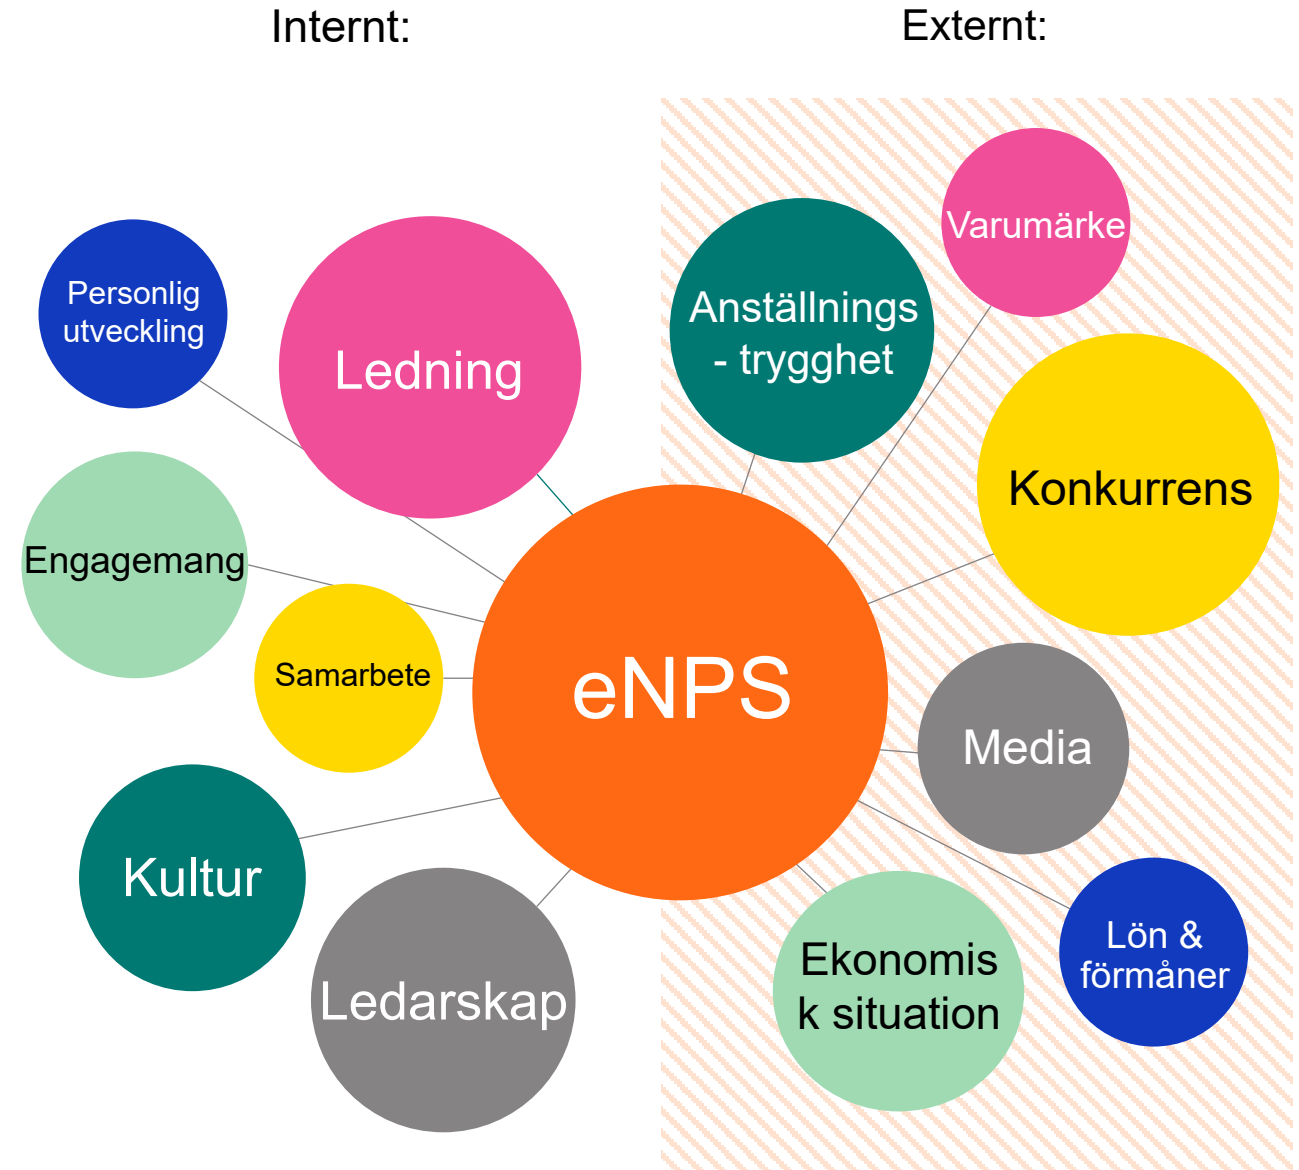 Internt:
Externt:
Personlig
utveckling
Ledning
Engagemang
Samarbete
Kultur
Ledarskap
eNPS
Anställnings
- trygghet
Varumärke
Konkurrens
Media
Lön &
förmåner
Ekonomis
k situation